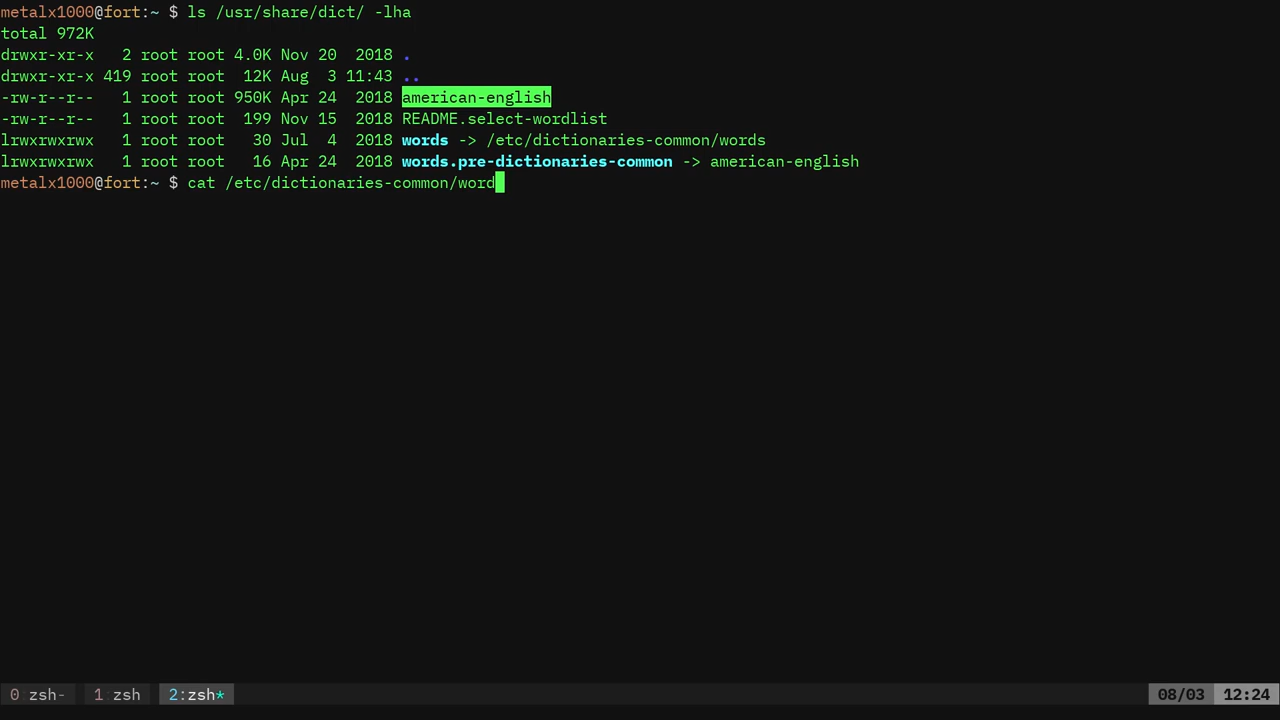 metalx1000@fort:~ $ ls /usr/share/dict/ -lha
total 972K
drwxr-xr-x   2 root root 4.0K Nov 20  2018 .
drwxr-xr-x 419 root root  12K Aug  3 11:43 ..
-rw-r--r--   1 root root 950K Apr 24  2018 american-english
-rw-r--r--   1 root root  199 Nov 15  2018 README.select-wordlist
lrwxrwxrwx   1 root root   30 Jul  4  2018 words -> /etc/dictionaries-common/words
lrwxrwxrwx   1 root root   16 Apr 24  2018 words.pre-dictionaries-common -> american-english
metalx1000@fort:~ $ cat /etc/dictionaries-common/word
0 zsh- 1 zsh 2:zsh* 08/03 12:24